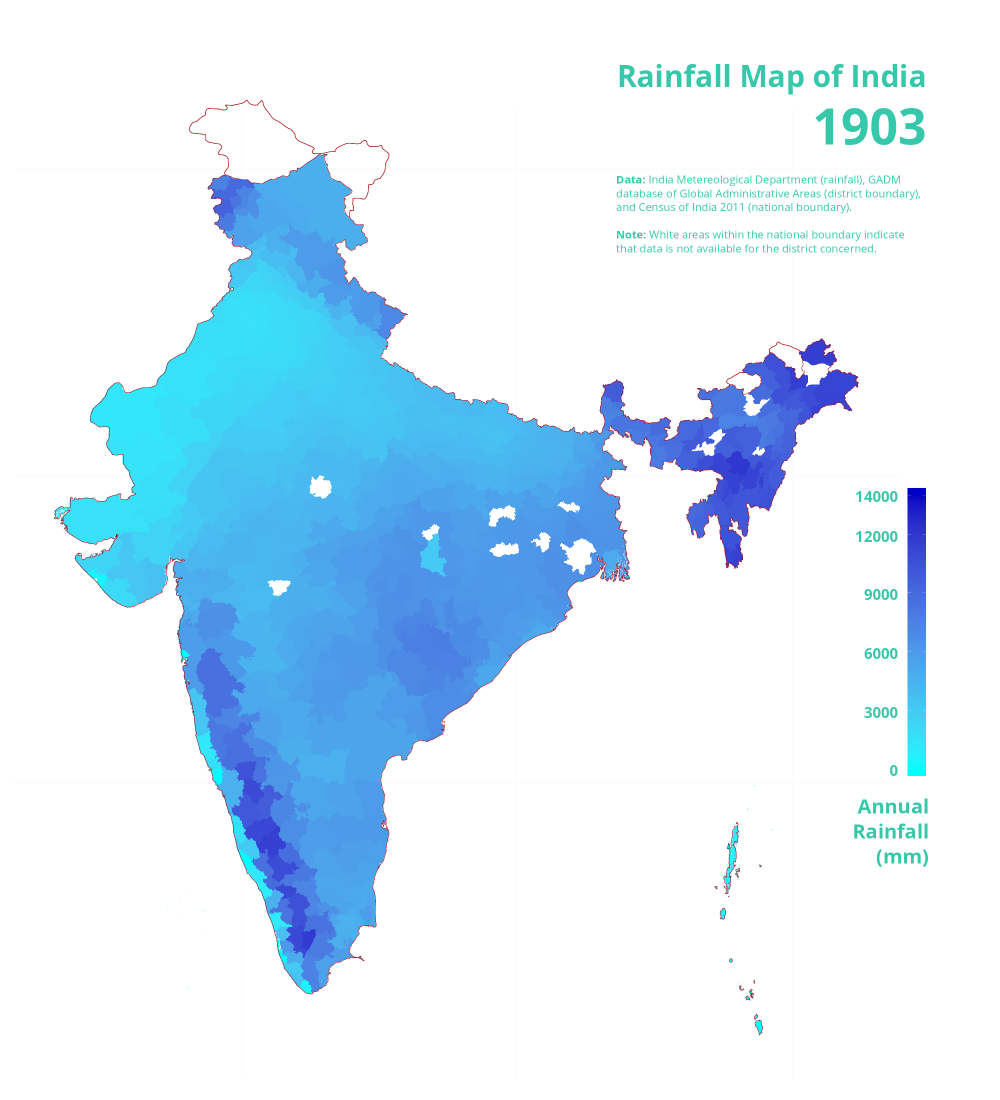 Rainfall Map of India
1903
Data: India Metereological Department (rainfall), GADM
database of Global Administrative Areas (district boundary),
and Census of India 2011 (national boundary).
Note: White areas within the national boundary indicate
that data is not available for the district concerned.
14000
12000
9000
6000
3000
0
Annual
Rainfall
(mm)